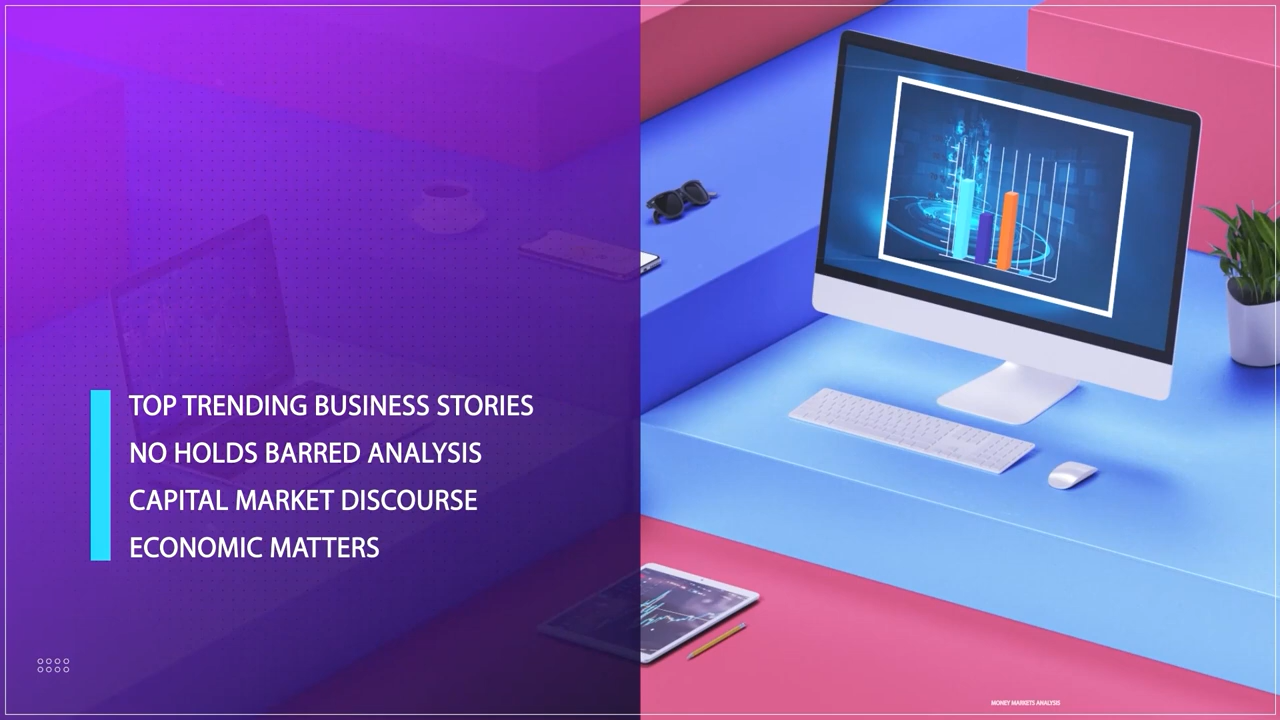 TOP TRENDING BUSINESS STORIES
NO HOLDS BARRED ANALYSIS
CAPITAL MARKET DISCOURSE
ECONOMIC MATTERS
MONEY MARKETS ANALYSIS